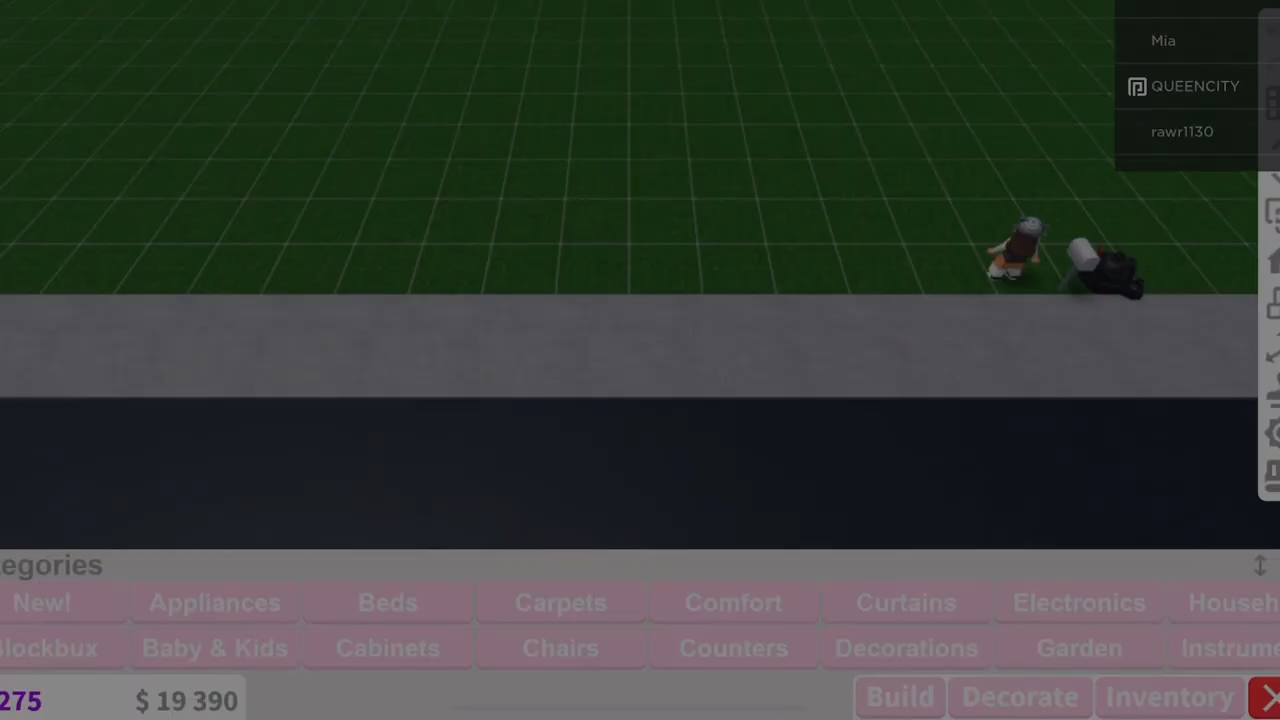 Mia
QUEENCITY
rawr1130
egories
New! Appliances Beds Carpets Comfort Curtains Electronics Househ
lockbux Baby & Kids Cabinets Chairs Counters Decorations Garden Instrume
275 $ 19 390 Build Decorate Inventory